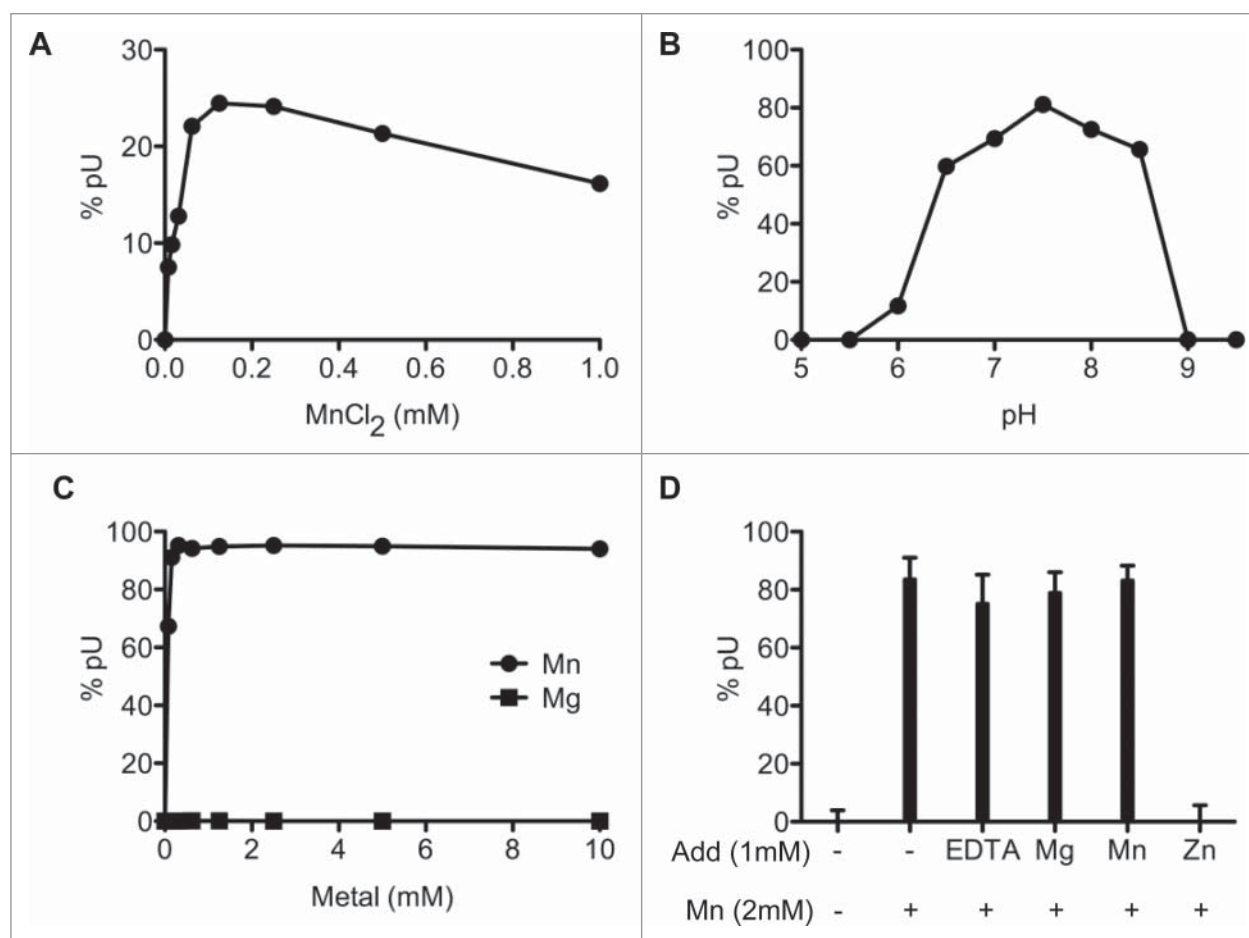 A
30
20
10
0
% pU
0.0 0.2 0.4 0.6 0.8 1.0
MnCl2 (mM)
B
100
80
60
40
20
0
% pU
5 6 7 8 9
pH
C
100
80
60
40
20
0
% pU
Mn
Mg
0 2 4 6 8 10
Metal (mM)
D
100
80
60
40
20
0
% pU
Add (1mM) - - EDTA Mg Mn Zn
Mn (2mM) - + + + + +